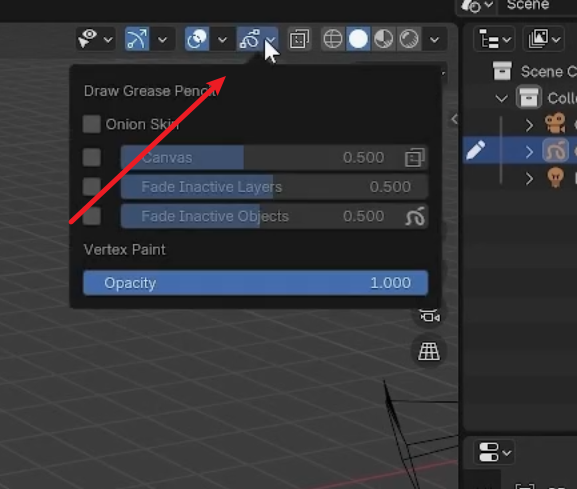 Scene
Scene C
Coll
Draw Grease Pencil
Onion Skin
Canvas 0.500
Fade Inactive Layers 0.500
Fade Inactive Objects 0.500
Vertex Paint
Opacity 1.000